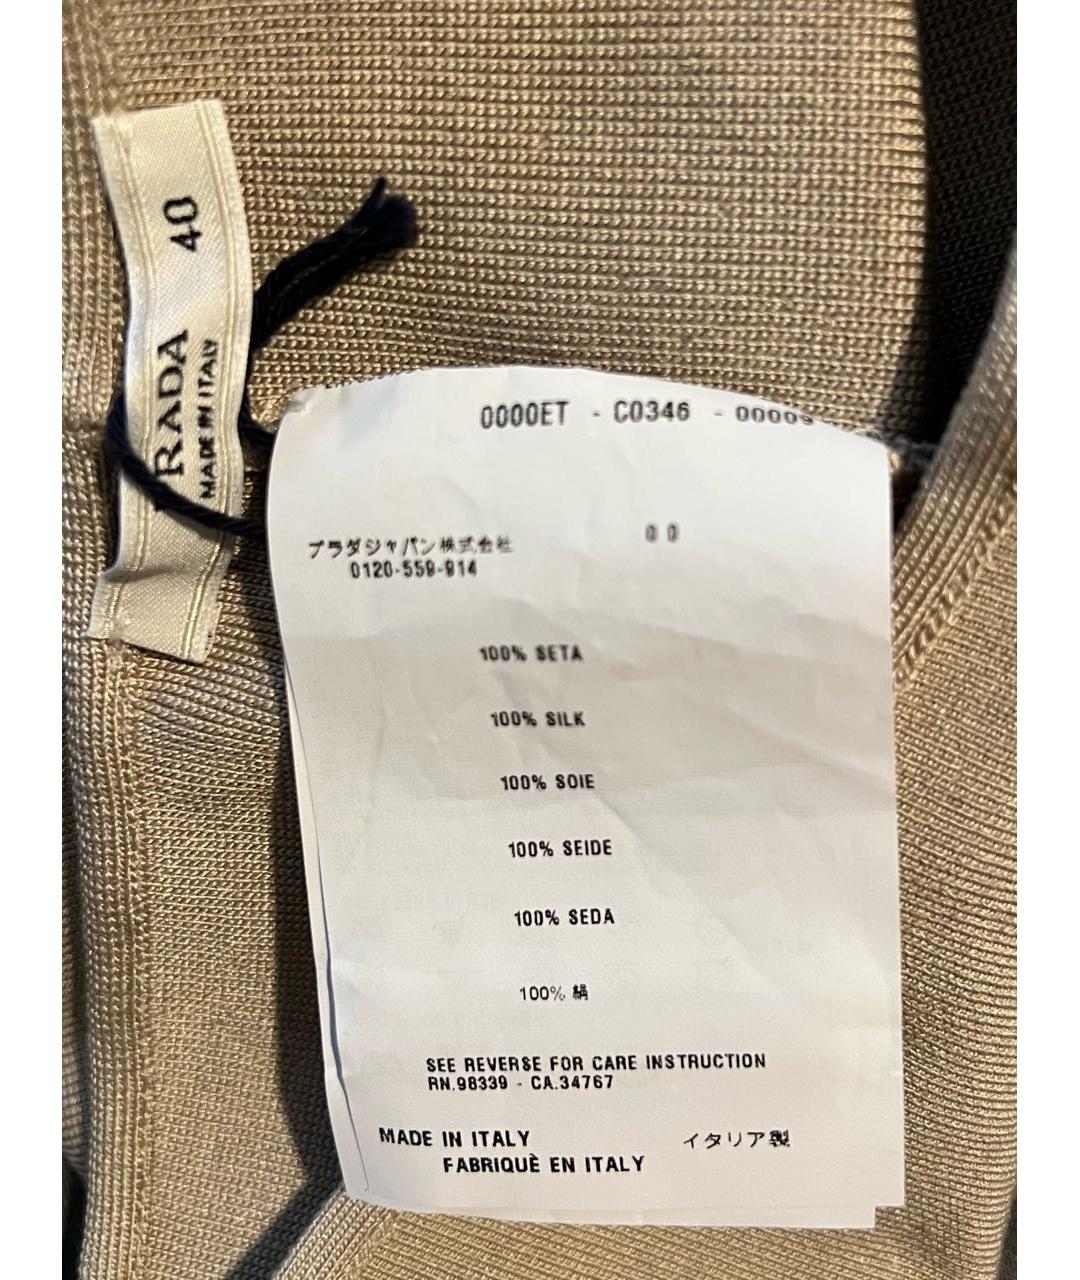 40
RADA
MADE IN ITALY
0000ET - C0346 - 00009
プラダジャパン株式会社
0120-559-914
00
100% SETA
100% SILK
100% SOIE
100% SEIDE
100% SEDA
100% 絹
SEE REVERSE FOR CARE INSTRUCTION
RN.98339 - CA.34767
MADE IN ITALY
イタリア製
FABRIQUÈ EN ITALY